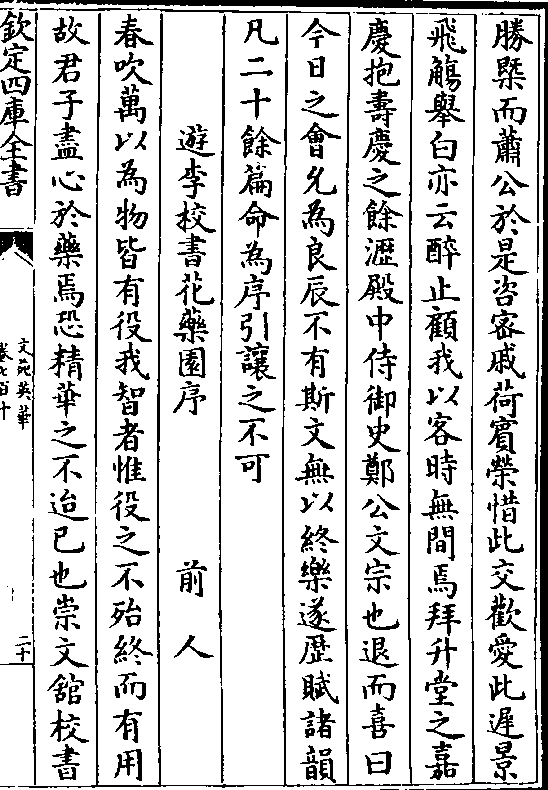 勝槩而蕭公於是咨密戚荷賓榮惜此交歡愛此遲景
飛觴舉白亦云醉止顧我以客時無間焉拜升堂之嘉
慶抱壽慶之餘瀝殿中侍御史鄭公文宗也退而喜曰
今日之會允為良辰不有斯文無以終樂遂歷賦諸韻
凡二十餘篇命為序引讓之不可
遊李校書花藥園序 前人
春吹萬以為物皆有役我智者惟役之不殆終而有用
故君子盡心於藥焉恐精華之不迨已也崇文舘校書
欽定四庫全書
文苑英華
卷七百十
二十